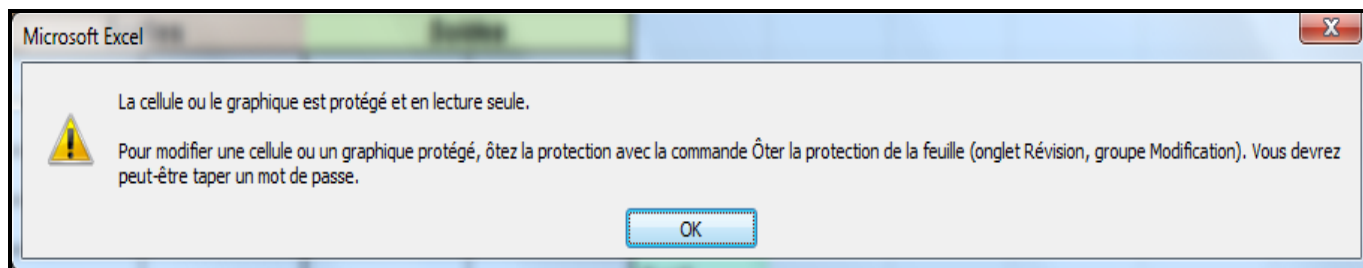 Microsoft Excel
La cellule ou le graphique est protégé et en lecture seule.
Pour modifier une cellule ou un graphique protégé, ôtez la protection avec la commande Ôter la protection de la feuille (onglet Révision, groupe Modification). Vous devrez
peut-être taper un mot de passe.
OK